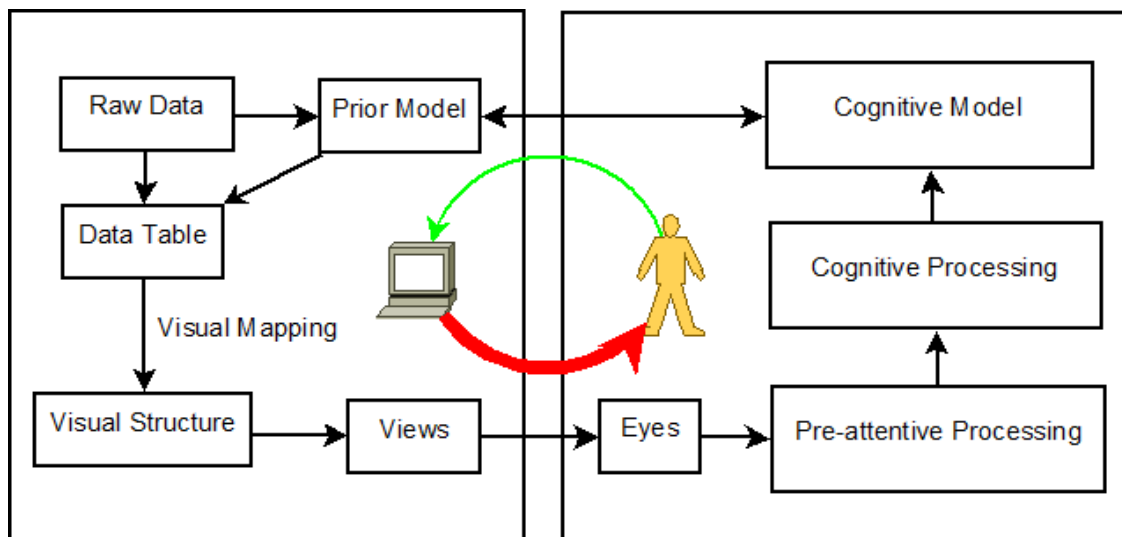 Raw Data
Prior Model
Cognitive Model
Data Table
Cognitive Processing
Visual Mapping
Visual Structure
Views
Eyes
Pre-attentive Processing